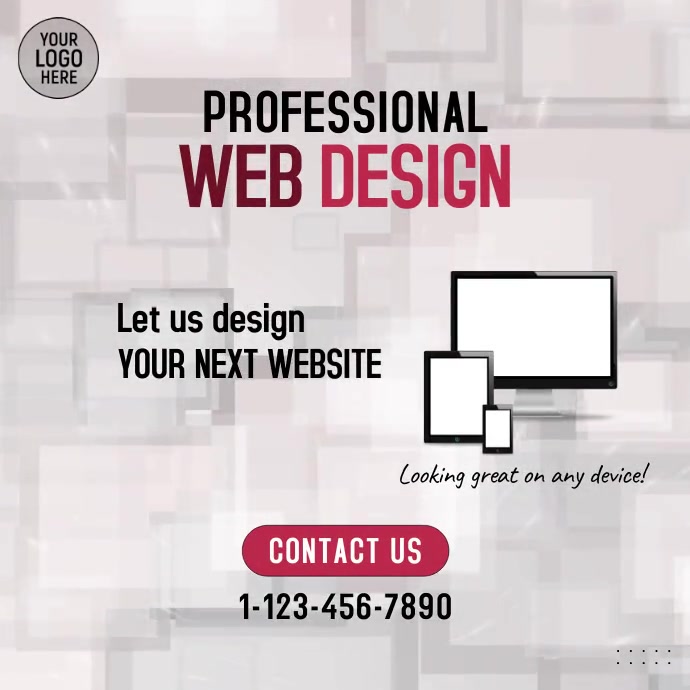 YOUR
LOGO
HERE
PROFESSIONAL
WEB DESIGN
Let us design
YOUR NEXT WEBSITE
Looking great on any device!
CONTACT US
1-123-456-7890